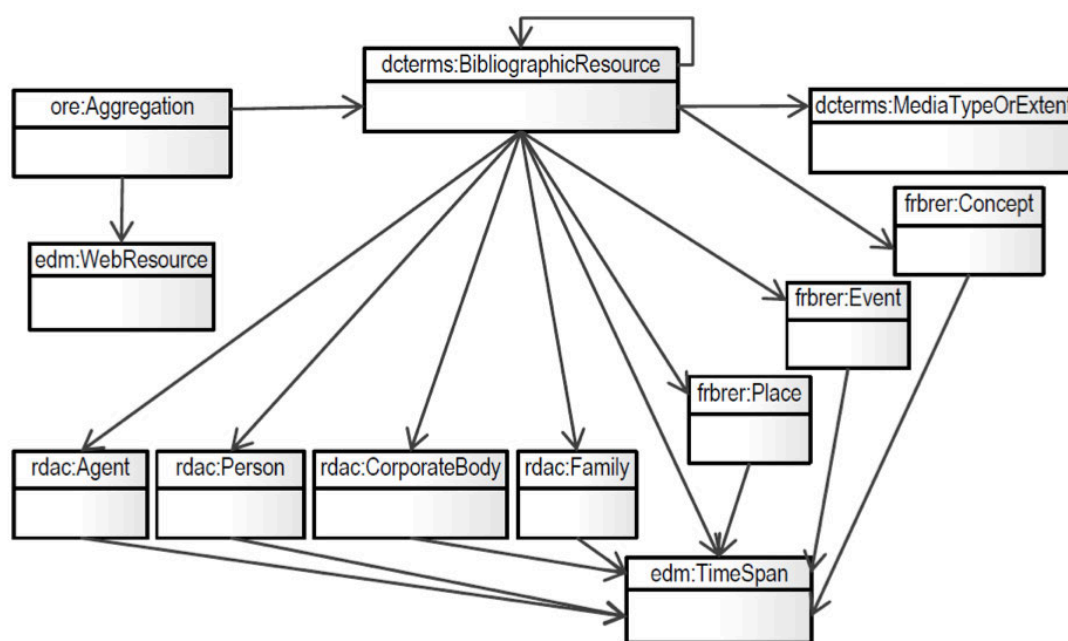 dcterms:BibliographicResource
ore:Aggregation
dcterms:MediaTypeOrExtent
frbrer:Concept
edm:WebResource
frbrer:Event
frbrer:Place
rdac:Agent
rdac:Person
rdac:CorporateBody
rdac:Family
edm:TimeSpan